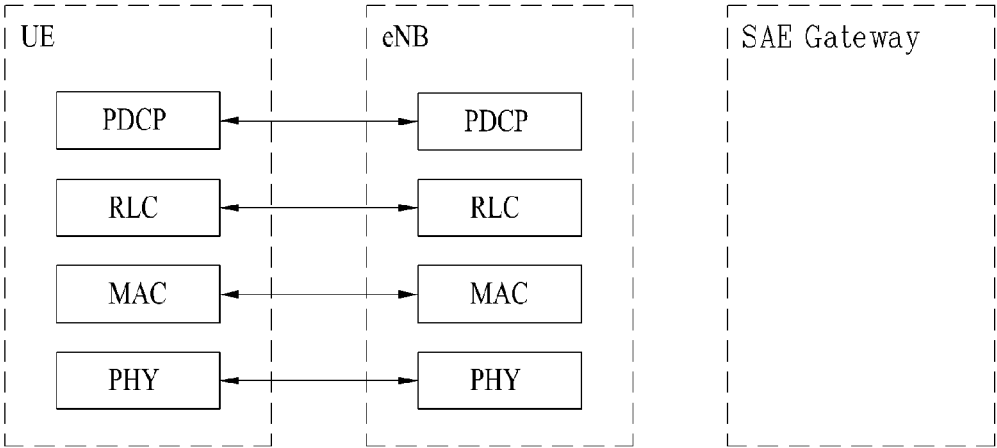 UE
eNB
SAE Gateway
PDCP
PDCP
RLC
RLC
MAC
MAC
PHY
PHY